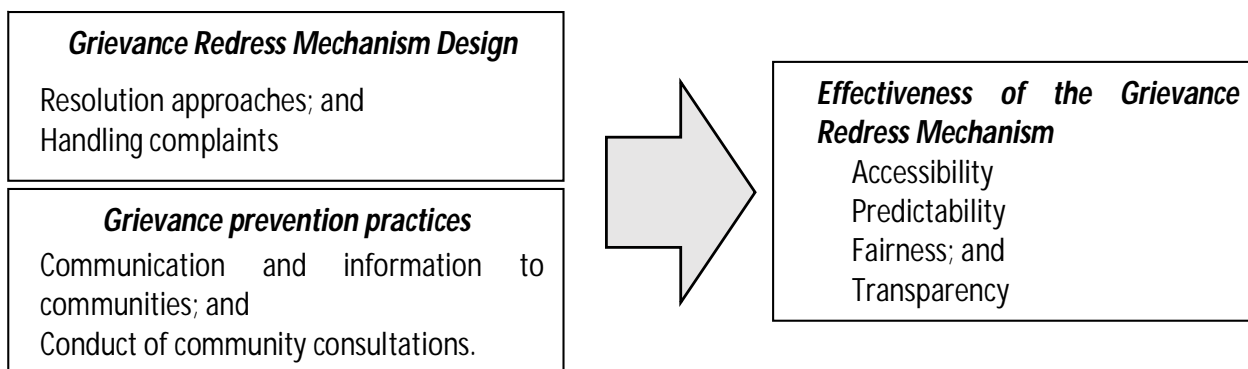 Grievance Redress Mechanism Design
Resolution approaches; and
Handling complaints
Grievance prevention practices
Communication and information to
communities; and
Conduct of community consultations.
Effectiveness of the Grievance
Redress Mechanism
Accessibility
Predictability
Fairness; and
Transparency